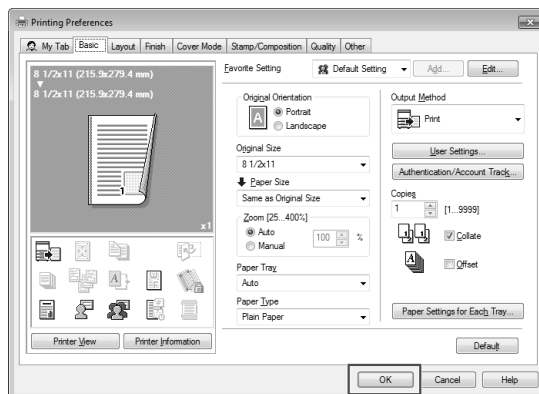 Printing Preferences
My Tab Basic Layout Finish Cover Mode Stamp/Composition Quality Other
8 1/2x11 (215.9x279.4 mm)
8 1/2x11 (215.9x279.4 mm)
1
x1
Printer View Printer Information
Favorite Setting Default Setting Add... Edit...
Original Orientation
A
Portrait
Landscape
Original Size
8 1/2x11
Paper Size
Same as Original Size
Zoom [25...400%]
Auto
Manual
100 %
Paper Tray
Auto
Paper Type
Plain Paper
Output Method
Print
User Settings...
Authentication/Account Track...
Copies
1 [1...9999]
Collate
Offset
Paper Settings for Each Tray...
Default
OK Cancel Help